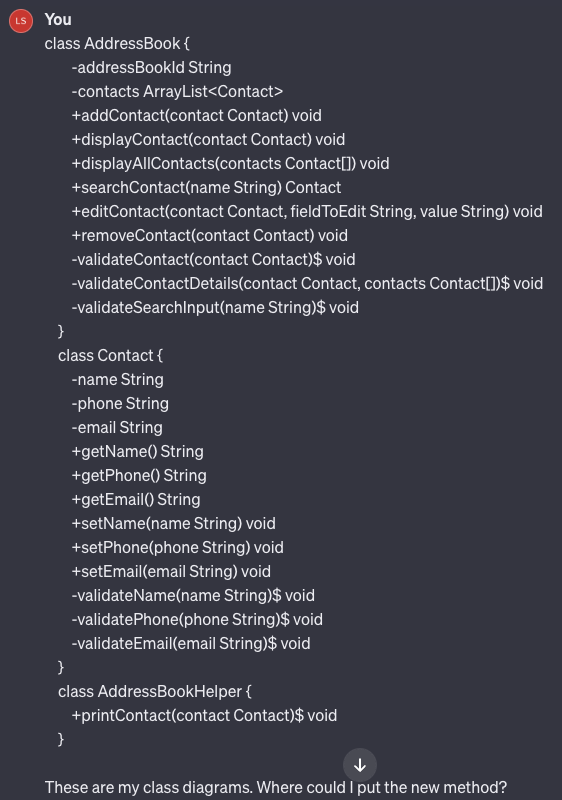 LS
You
class AddressBook {
-addressBookId String
-contacts ArrayList<Contact>
+addContact(contact Contact) void
+displayContact(contact Contact) void
+displayAllContacts(contacts Contact[]) void
+searchContact(name String) Contact
+editContact(contact Contact, fieldToEdit String, value String) void
+removeContact(contact Contact) void
-validateContact(contact Contact)$ void
-validateContactDetails(contact Contact, contacts Contact[])$ void
-validateSearchInput(name String)$ void
}
class Contact {
-name String
-phone String
-email String
+getName() String
+getPhone() String
+getEmail() String
+setName(name String) void
+setPhone(phone String) void
+setEmail(email String) void
-validateName(name String)$ void
-validatePhone(phone String)$ void
-validateEmail(email String)$ void
}
class AddressBookHelper {
+printContact(contact Contact)$ void
}
These are my class diagrams. Where could I put the new method?